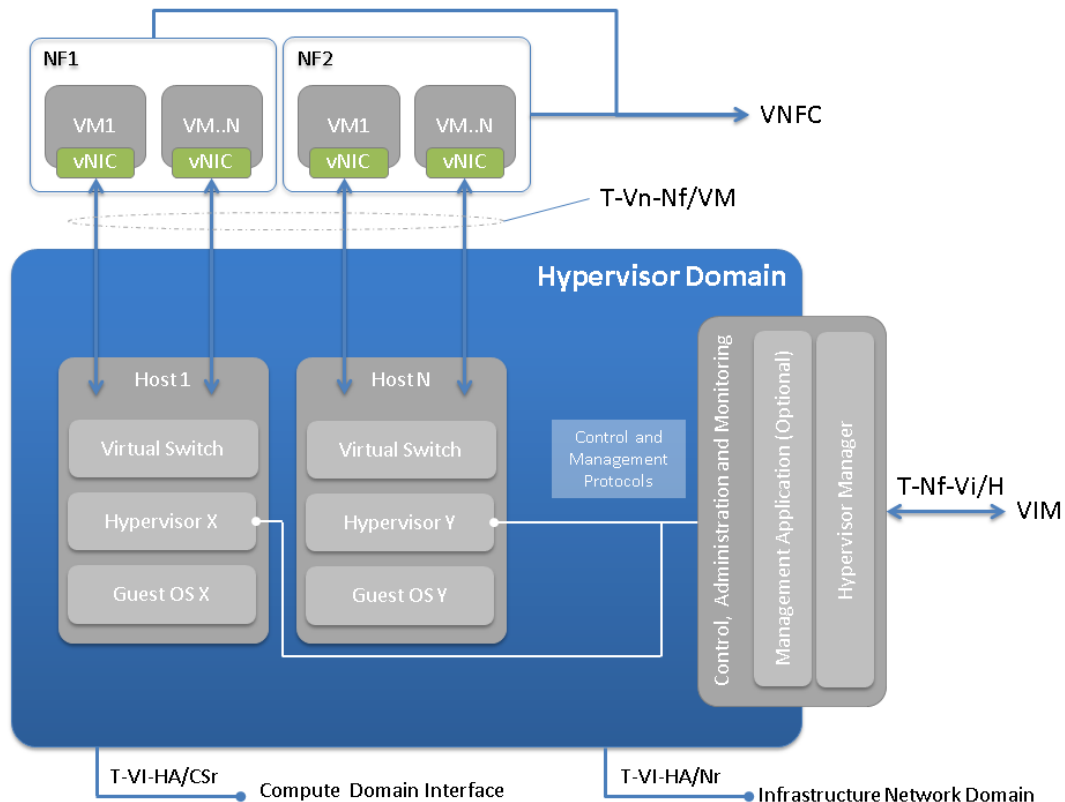 NF1
NF2
VM1
VM..N
VM1
VM..N
vNIC
vNIC
vNIC
vNIC
VNFC
T-Vn-Nf/VM
Hypervisor Domain
Host 1
Virtual Switch
Hypervisor X
Guest OS X
Host N
Virtual Switch
Hypervisor Y
Guest OS Y
Control and
Management
Protocols
Control, Administration and Monitoring
Management Application (Optional)
Hypervisor Manager
T-Nf-Vi/H
VIM
T-VI-HA/CSr
Compute Domain Interface
T-VI-HA/Nr
Infrastructure Network Domain